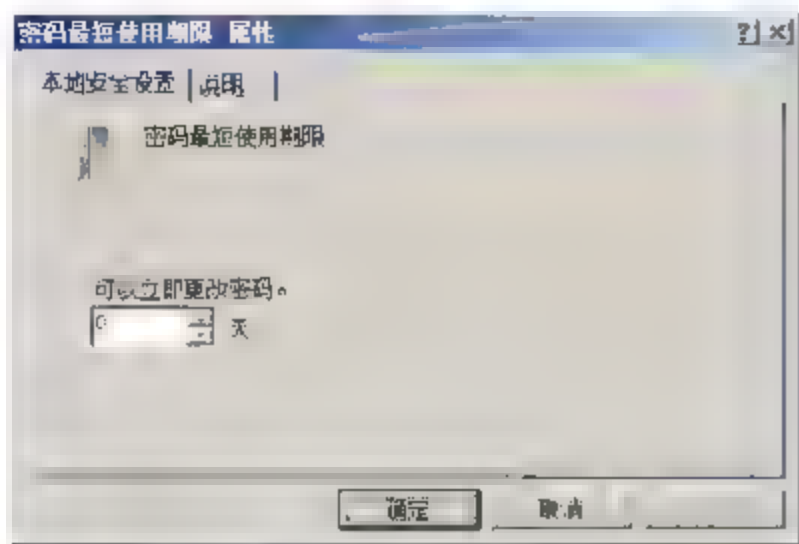 密码最短使用期限 属性
本地安全设置 说明
密码最短使用期限
可以立即更改密码。
0 天
确定 取消